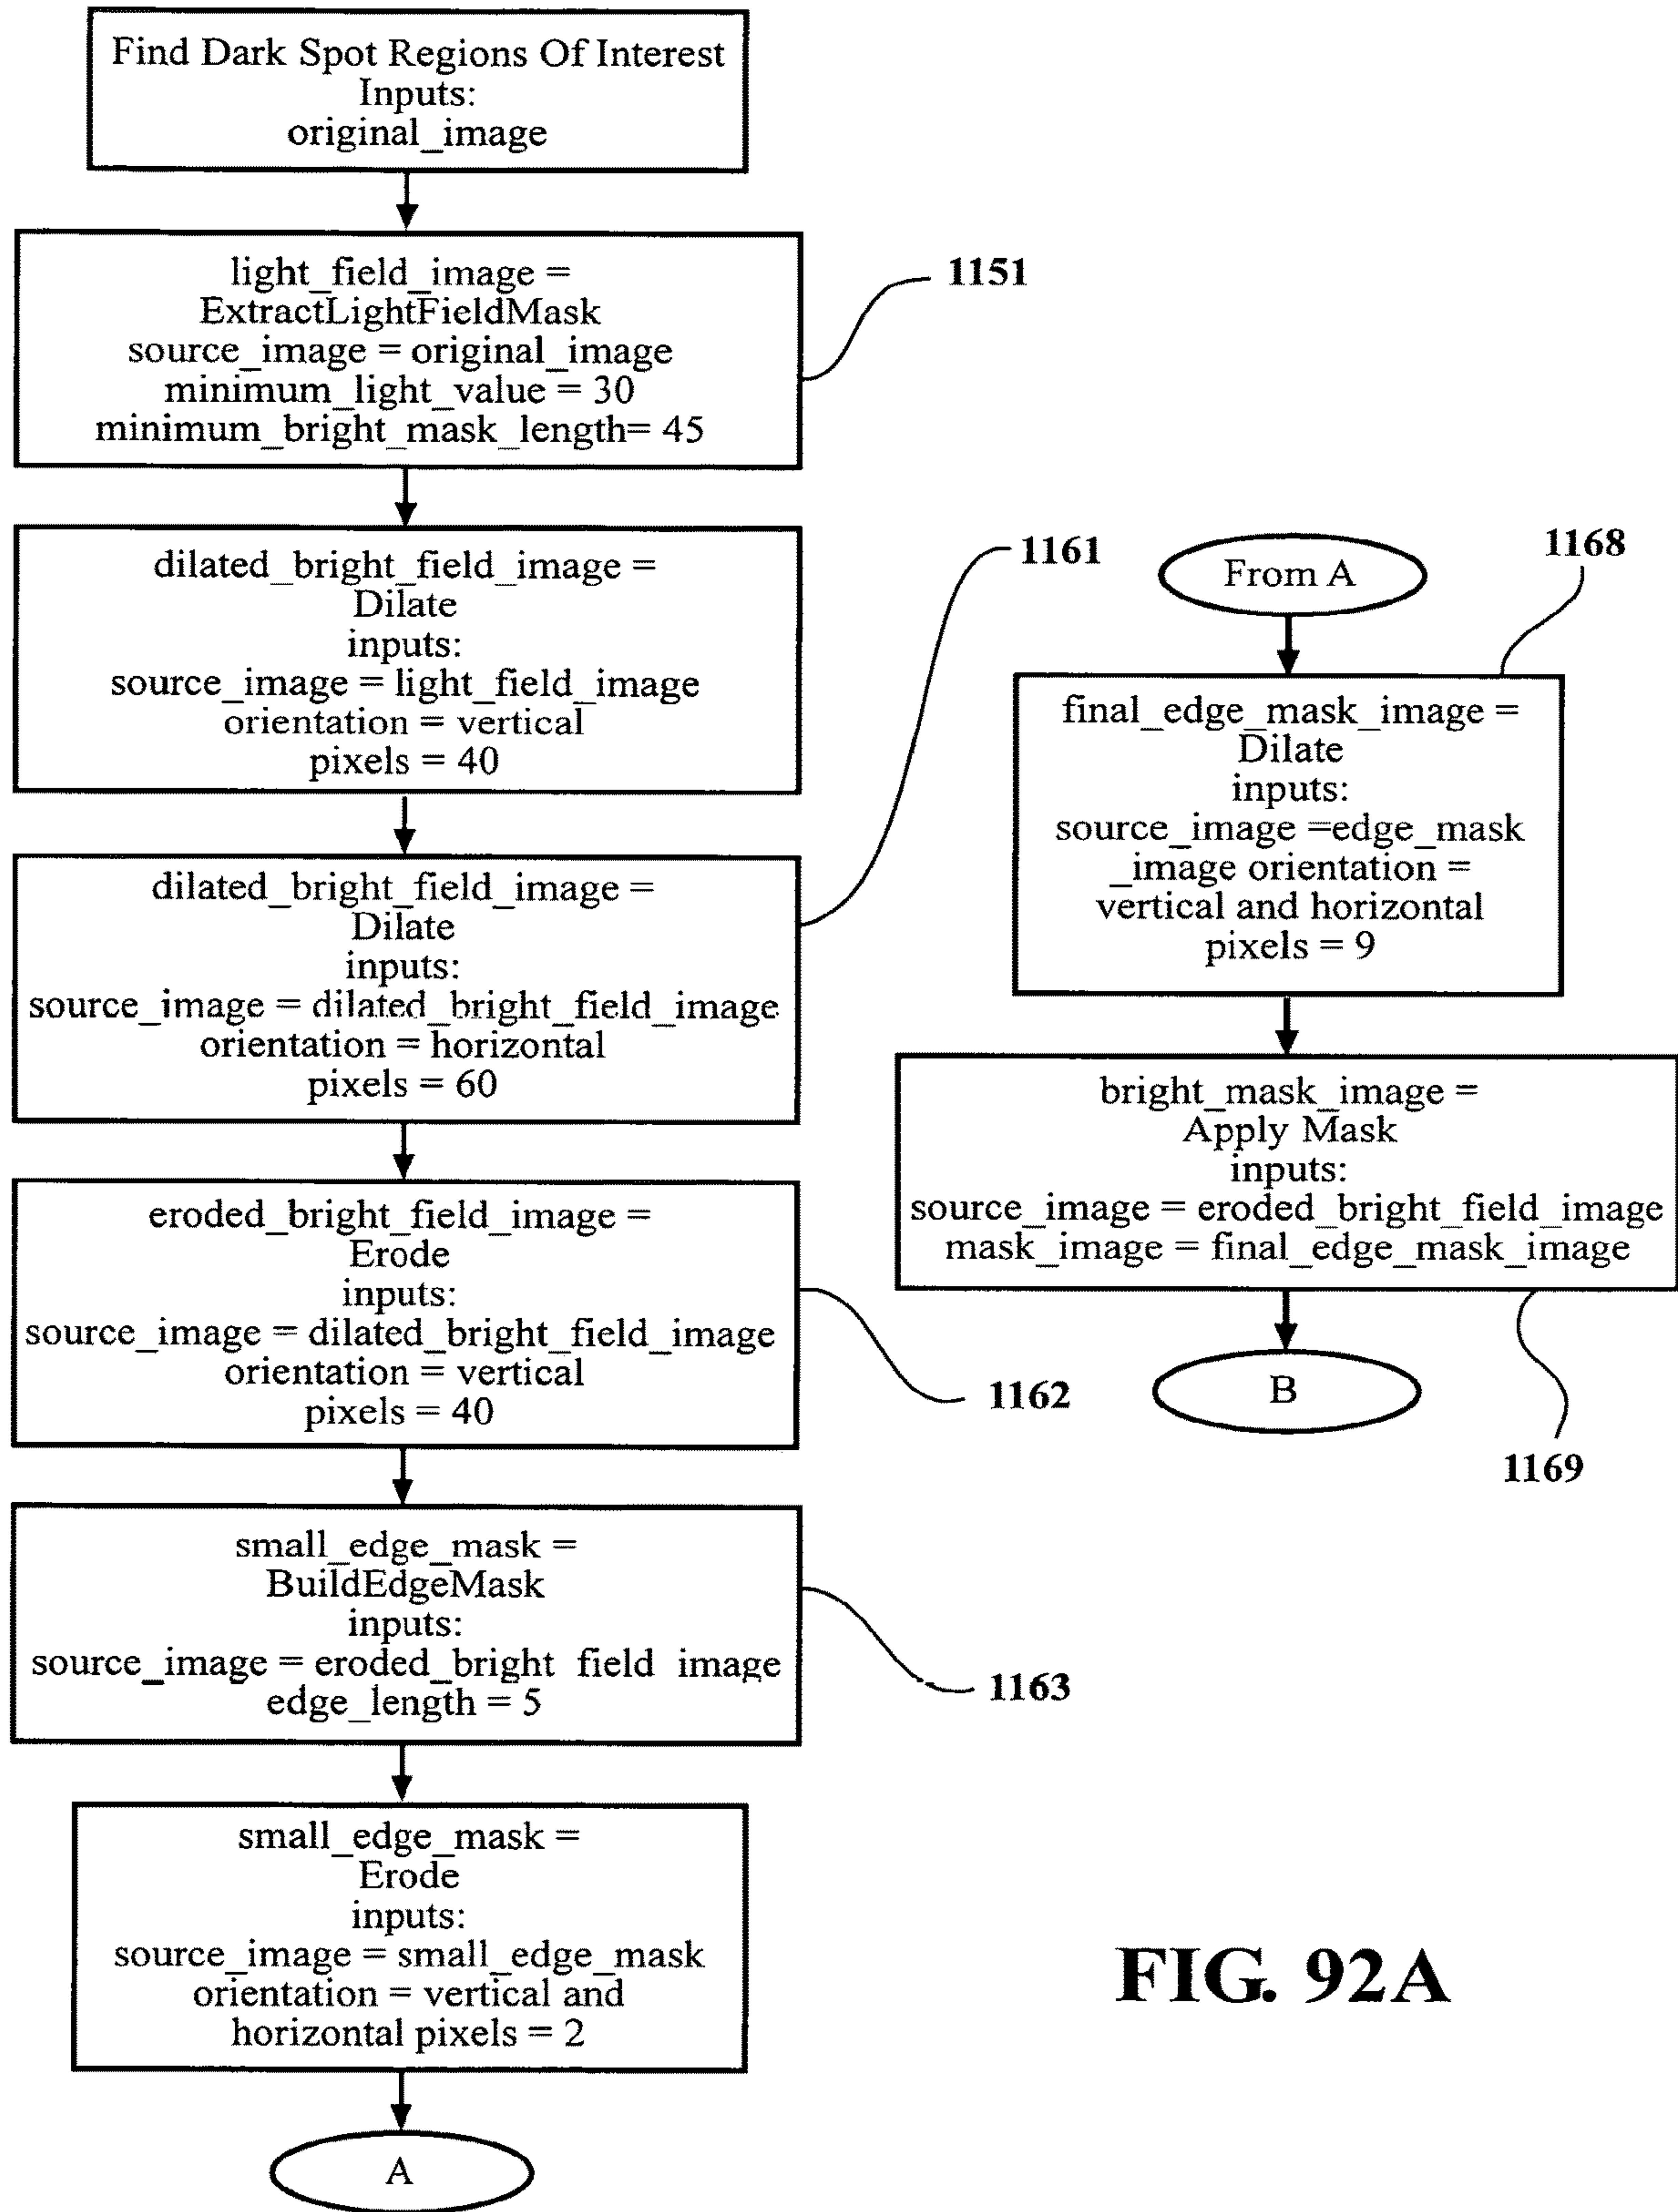 Find Dark Spot Regions Of Interest
Inputs:
original_image
light_field_image =
ExtractLightFieldMask
source_image = original_image
minimum_light_value = 30
minimum_bright_mask_length= 45
1151
dilated_bright_field_image =
Dilate
inputs:
source_image = light_field_image
orientation = vertical
pixels = 40
dilated_bright_field_image =
Dilate
inputs:
source_image = dilated_bright_field_image
orientation = horizontal
pixels = 60
1161
eroded_bright_field_image =
Erode
inputs:
source_image = dilated_bright_field_image
orientation = vertical
pixels = 40
1162
small_edge_mask =
BuildEdgeMask
inputs:
source_image = eroded_bright field image
edge_length = 5
1163
small_edge_mask =
Erode
inputs:
source_image = small_edge_mask
orientation = vertical and
horizontal pixels = 2
A
From A
1168
final_edge_mask_image =
Dilate
inputs:
source_image =edge_mask
_image orientation =
vertical and horizontal
pixels = 9
bright_mask_image =
Apply Mask
inputs:
source_image = eroded_bright_field_image
mask_image = final_edge_mask_image
B
1169
FIG. 92A